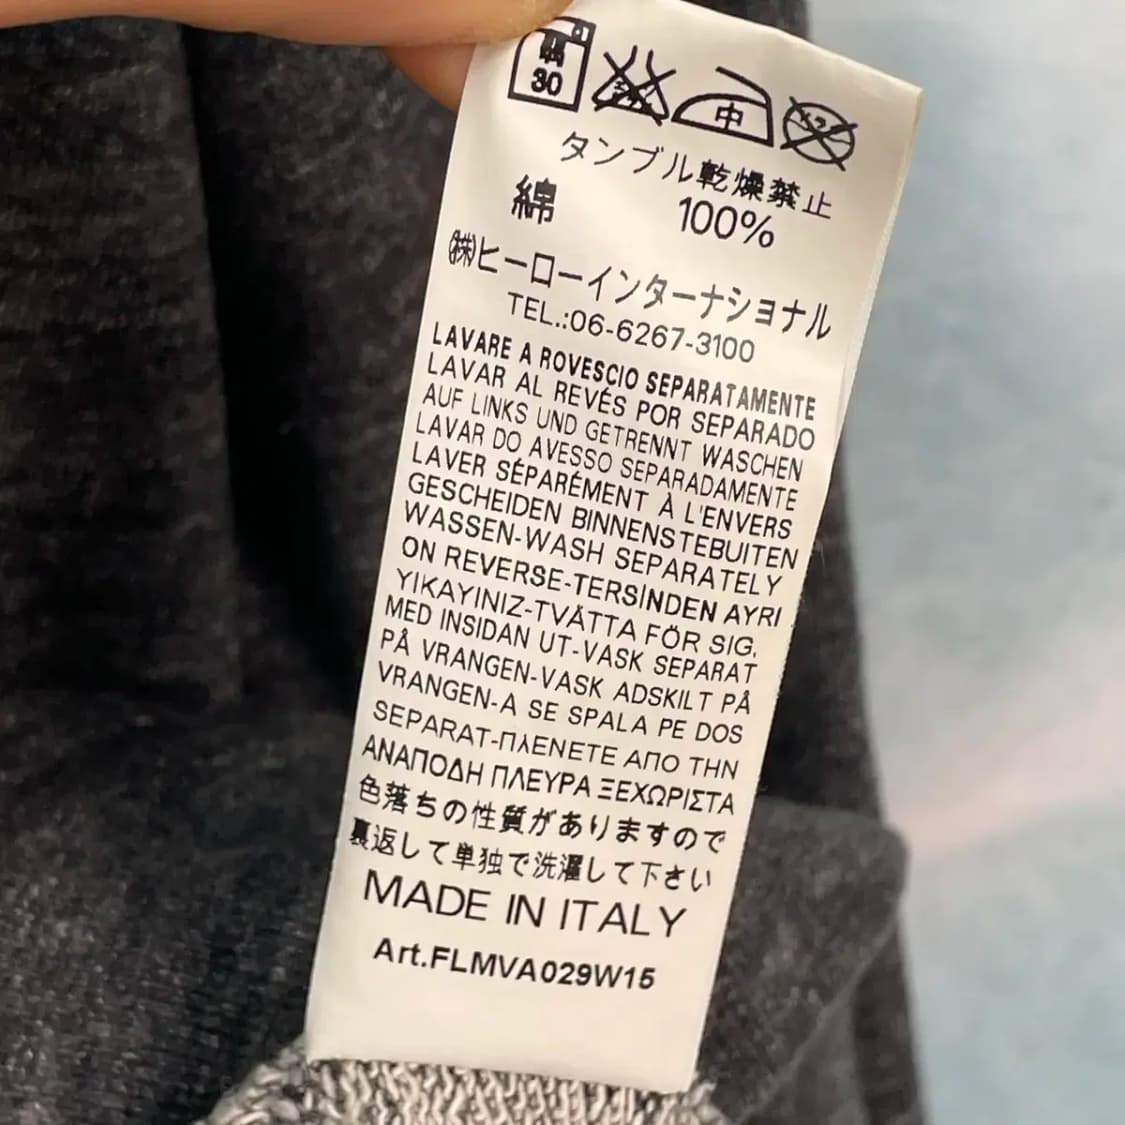 弱
30
中
タンブル乾燥禁止
綿 100%
㈱ヒーローインターナショナル
TEL.:06-6267-3100
LAVARE A ROVESCIO SEPARATAMENTE
LAVAR AL REVÉS POR SEPARADO
AUF LINKS UND GETRENNT WASCHEN
LAVAR DO AVESSO SEPARADAMENTE
LAVER SÉPARÉMENT À L'ENVERS
GESCHEIDEN BINNENSTEBUITEN
WASSEN-WASH SEPARATELY
ON REVERSE-TERSİNDEN AYRI
YIKAYINIZ-TVÄTTA FÖR SIG,
MED INSIDAN UT-VASK SEPARAT
PÅ VRANGEN-VASK ADSKILT PÅ
VRANGEN-A SE SPALA PE DOS
SEPARAT-ΠλΕΝΕΤΕ ΑΠΟ ΤΗΝ
ΑΝΑΠΟΔΗ ΠΛΕΥΡΑ ΞΕΧΩΡΙΣΤΑ
色落ちの性質がありますので
裏返して単独で洗濯して下さい
MADE IN ITALY
Art.FLMVA029W15